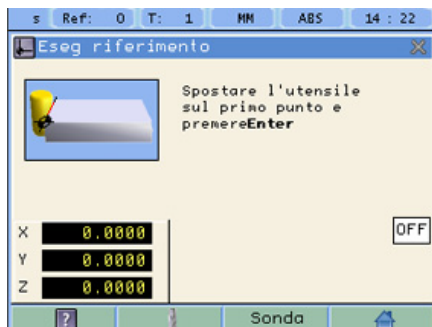 s Ref: 0 T: 1 MM ABS 14 : 22
Eseg riferimento
Spostare l'utensile
sul primo punto e
premereEnter
OFF
X 0.0000
Y 0.0000
Z 0.0000
? Sonda